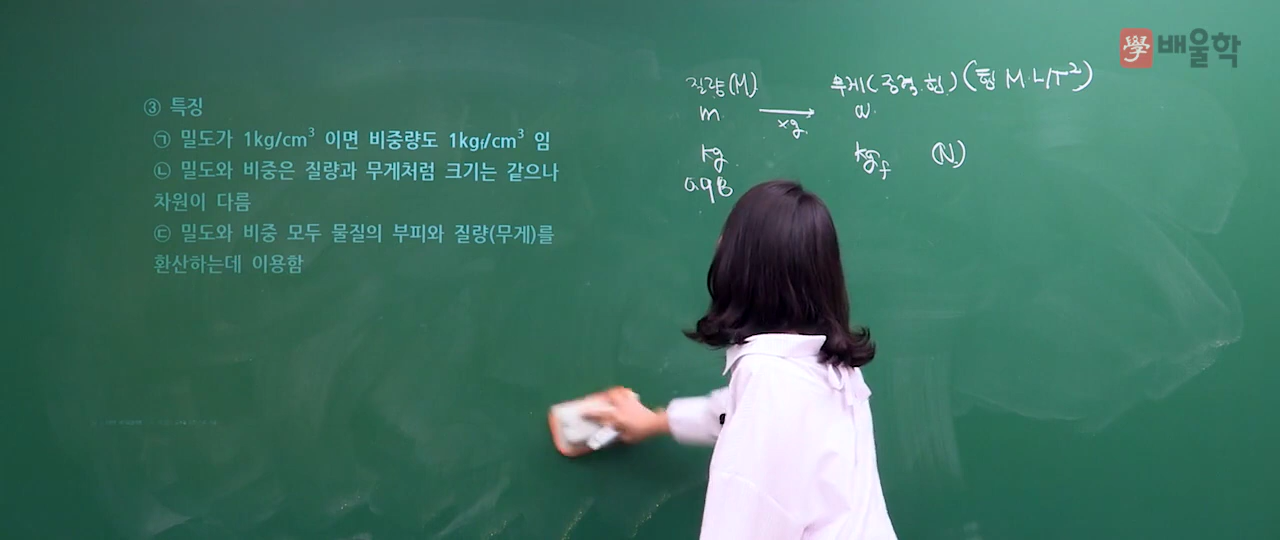 學 배울학
③ 특징
㉠ 밀도가 1kg/cm³ 이면 비중량도 1kgf/cm³ 임
㉡ 밀도와 비중은 질량과 무게처럼 크기는 같으나
차원이 다름
㉢ 밀도와 비중 모두 물질의 부피와 질량(무게)를
환산하는데 이용함
질량(M) 무게(중력.힘) (힘 M·L/T²)
m → w
×g
kg kgf (N)